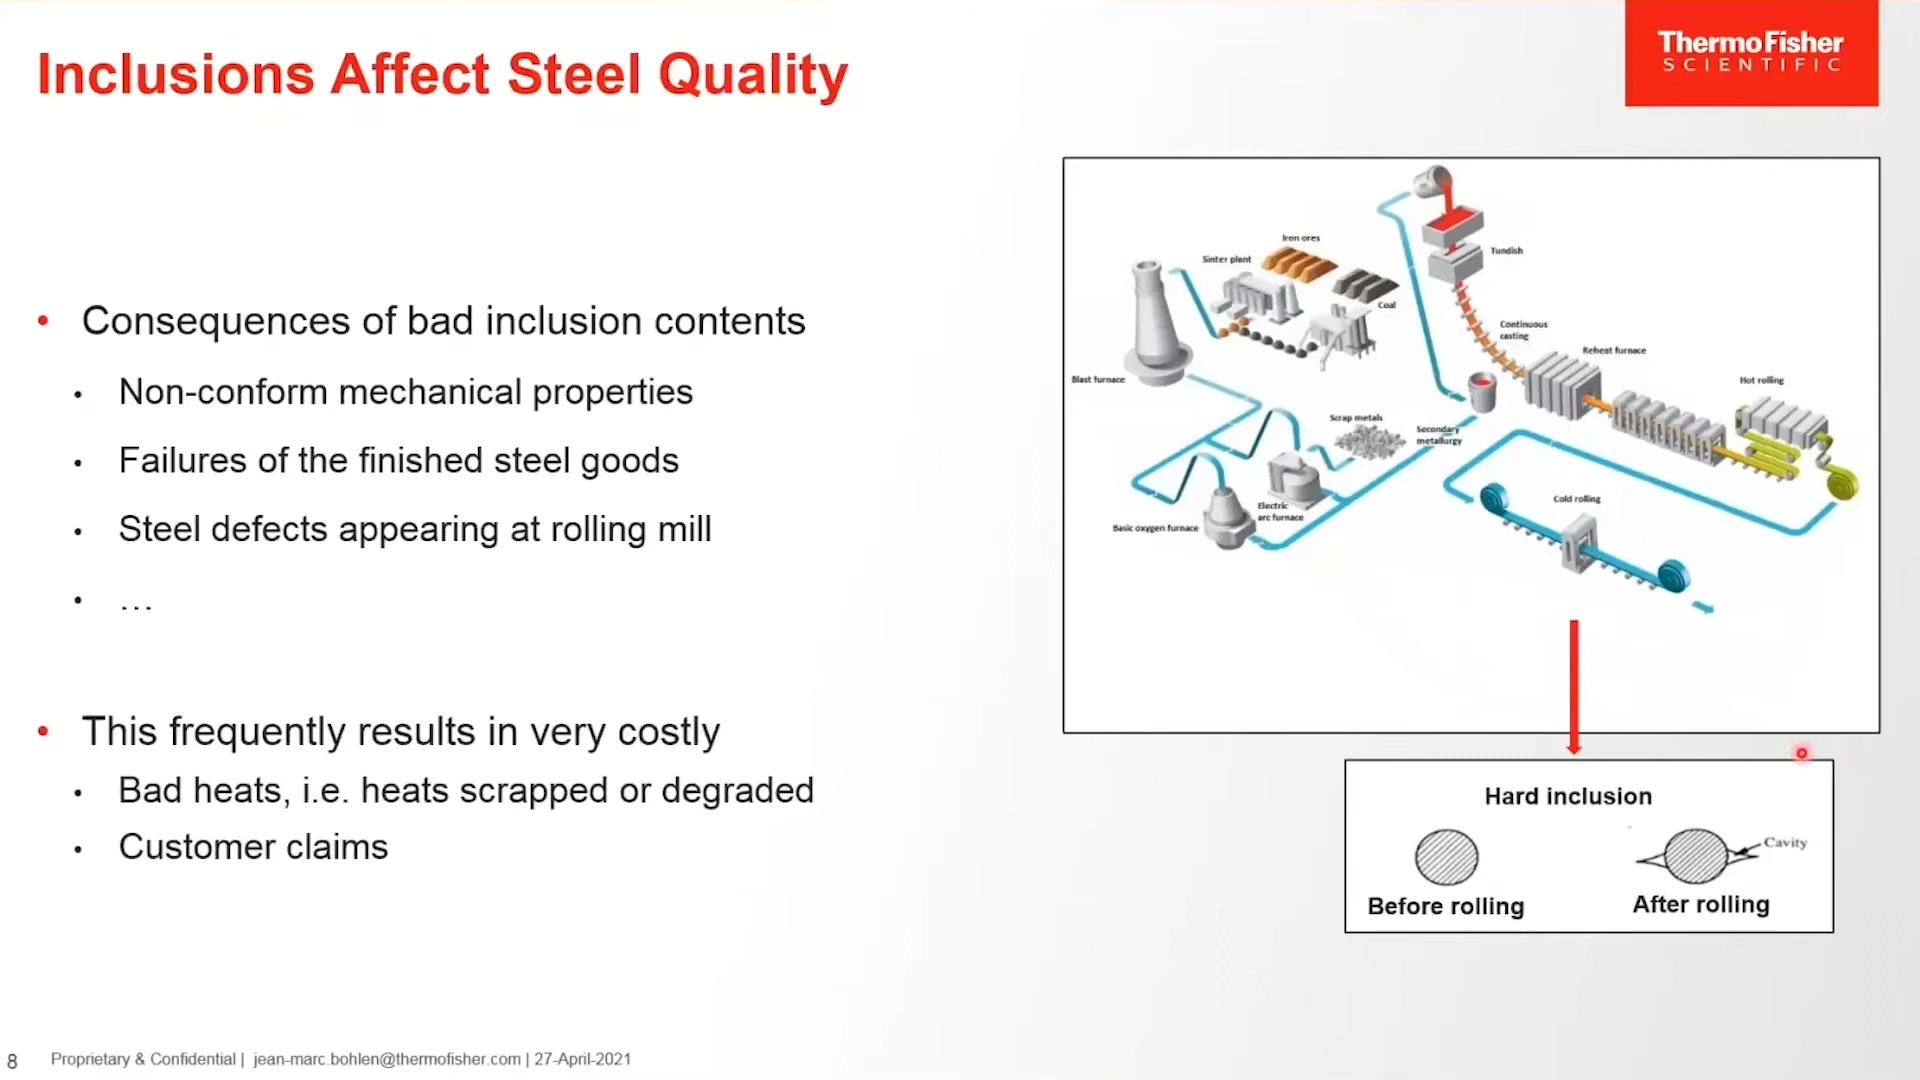 Inclusions Affect Steel Quality
ThermoFisher
SCIENTIFIC
• Consequences of bad inclusion contents
• Non-conform mechanical properties
• Failures of the finished steel goods
• Steel defects appearing at rolling mill
• …
• This frequently results in very costly
• Bad heats, i.e. heats scrapped or degraded
• Customer claims
Iron ores
Sinter plant
Coal
Blast furnace
Tundish
Continuous
casting
Reheat furnace
Hot rolling
Scrap metals
Secondary
metallurgy
Electric
arc furnace
Basic oxygen furnace
Cold rolling
Hard inclusion
Cavity
Before rolling
After rolling
8 Proprietary & Confidential | jean-marc.bohlen@thermofisher.com | 27-April-2021